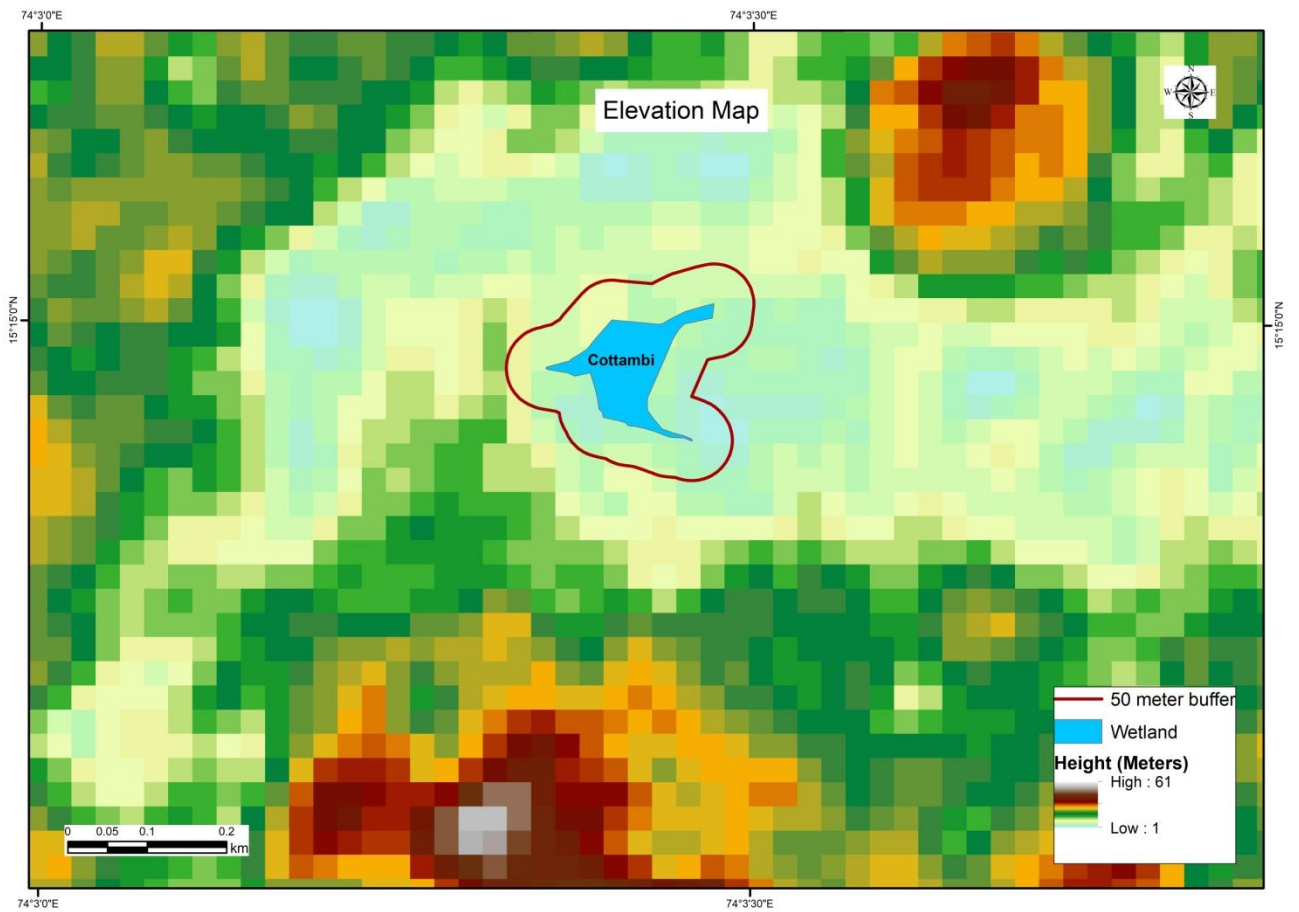 74°3'0"E
74°3'30"E
Elevation Map
N
W
E
S
15°15'0"N
15°15'0"N
Cottambi
50 meter buffer
Wetland
Height (Meters)
High : 61
Low : 1
0 0.05 0.1 0.2
km
74°3'0"E
74°3'30"E